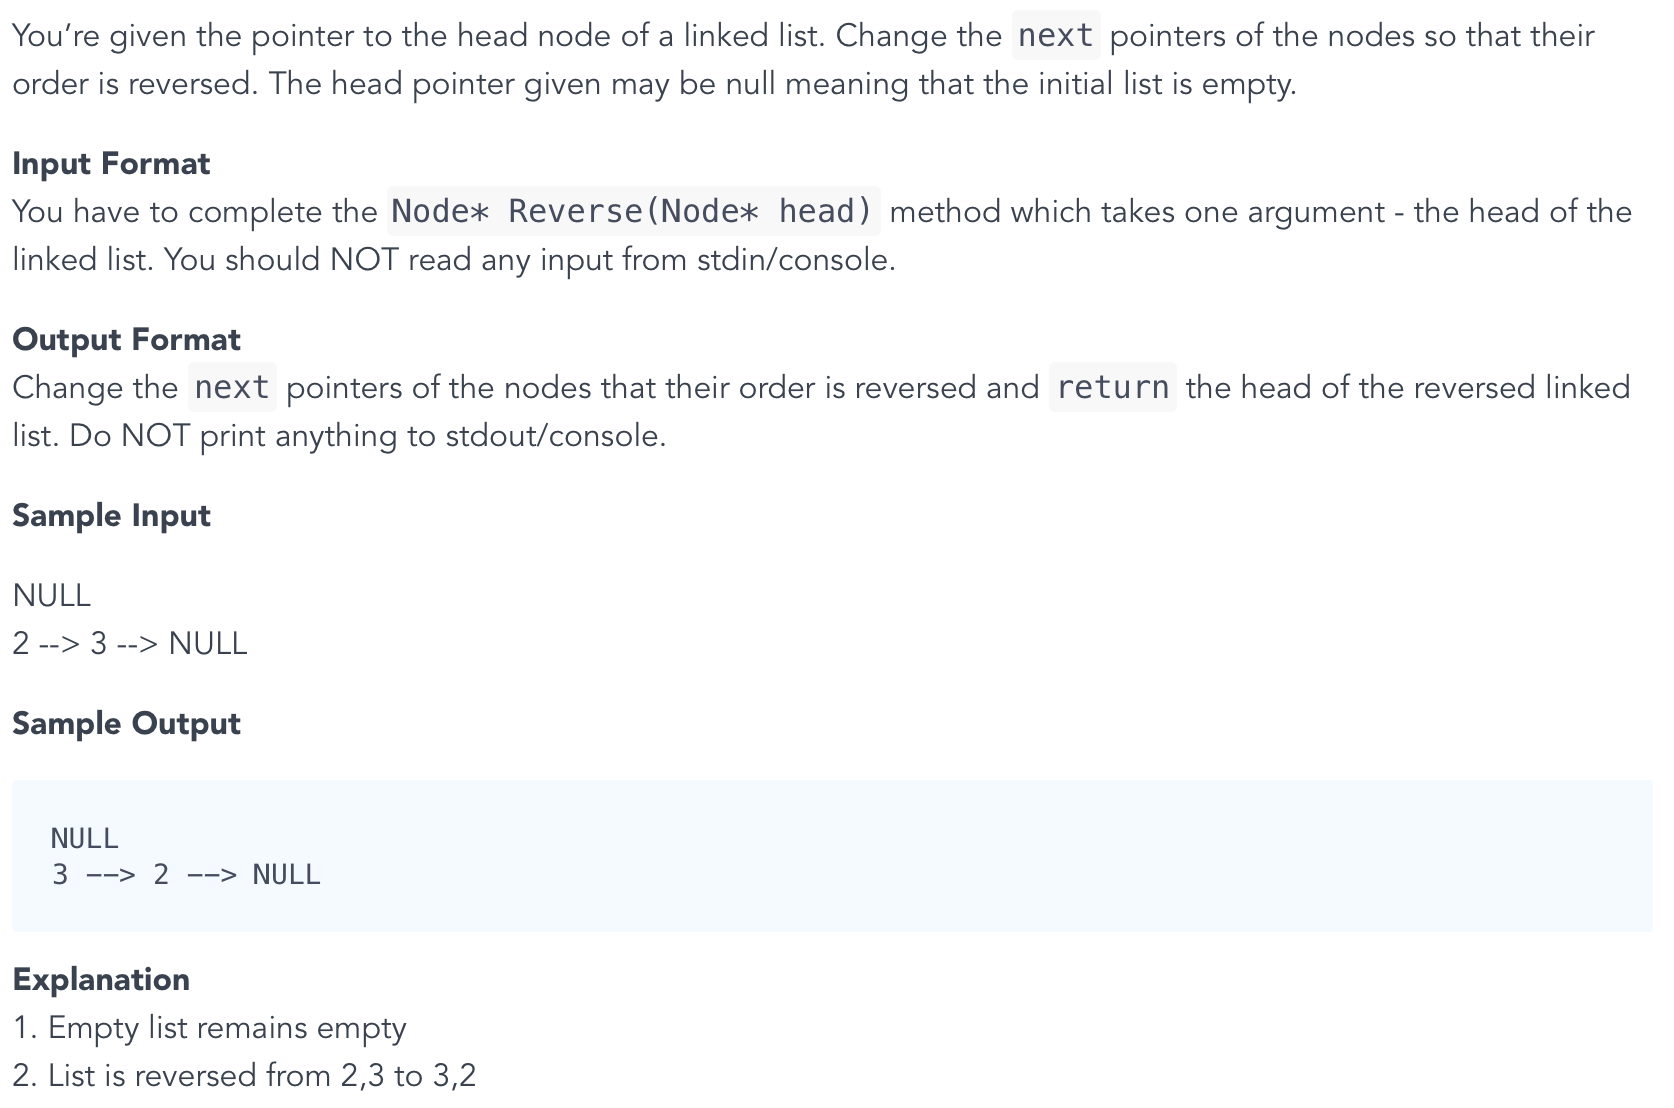 You’re given the pointer to the head node of a linked list. Change the next pointers of the nodes so that their
order is reversed. The head pointer given may be null meaning that the initial list is empty.
Input Format
You have to complete the Node* Reverse(Node* head) method which takes one argument - the head of the
linked list. You should NOT read any input from stdin/console.
Output Format
Change the next pointers of the nodes that their order is reversed and return the head of the reversed linked
list. Do NOT print anything to stdout/console.
Sample Input
NULL
2 --> 3 --> NULL
Sample Output
NULL
3 --> 2 --> NULL
Explanation
1. Empty list remains empty
2. List is reversed from 2,3 to 3,2